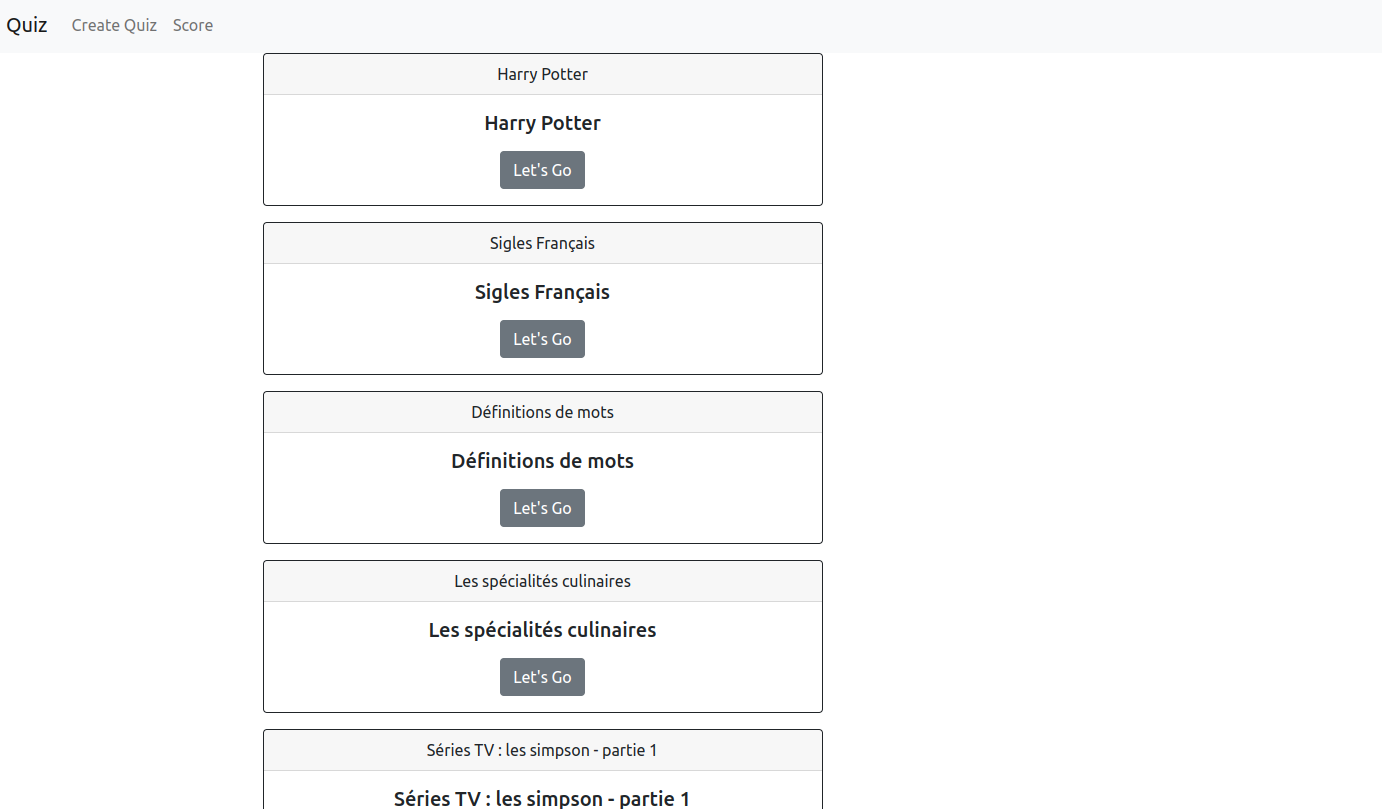 Quiz Create Quiz Score
Harry Potter
Harry Potter
Let's Go
Sigles Français
Sigles Français
Let's Go
Définitions de mots
Définitions de mots
Let's Go
Les spécialités culinaires
Les spécialités culinaires
Let's Go
Séries TV : les simpson - partie 1
Séries TV : les simpson - partie 1